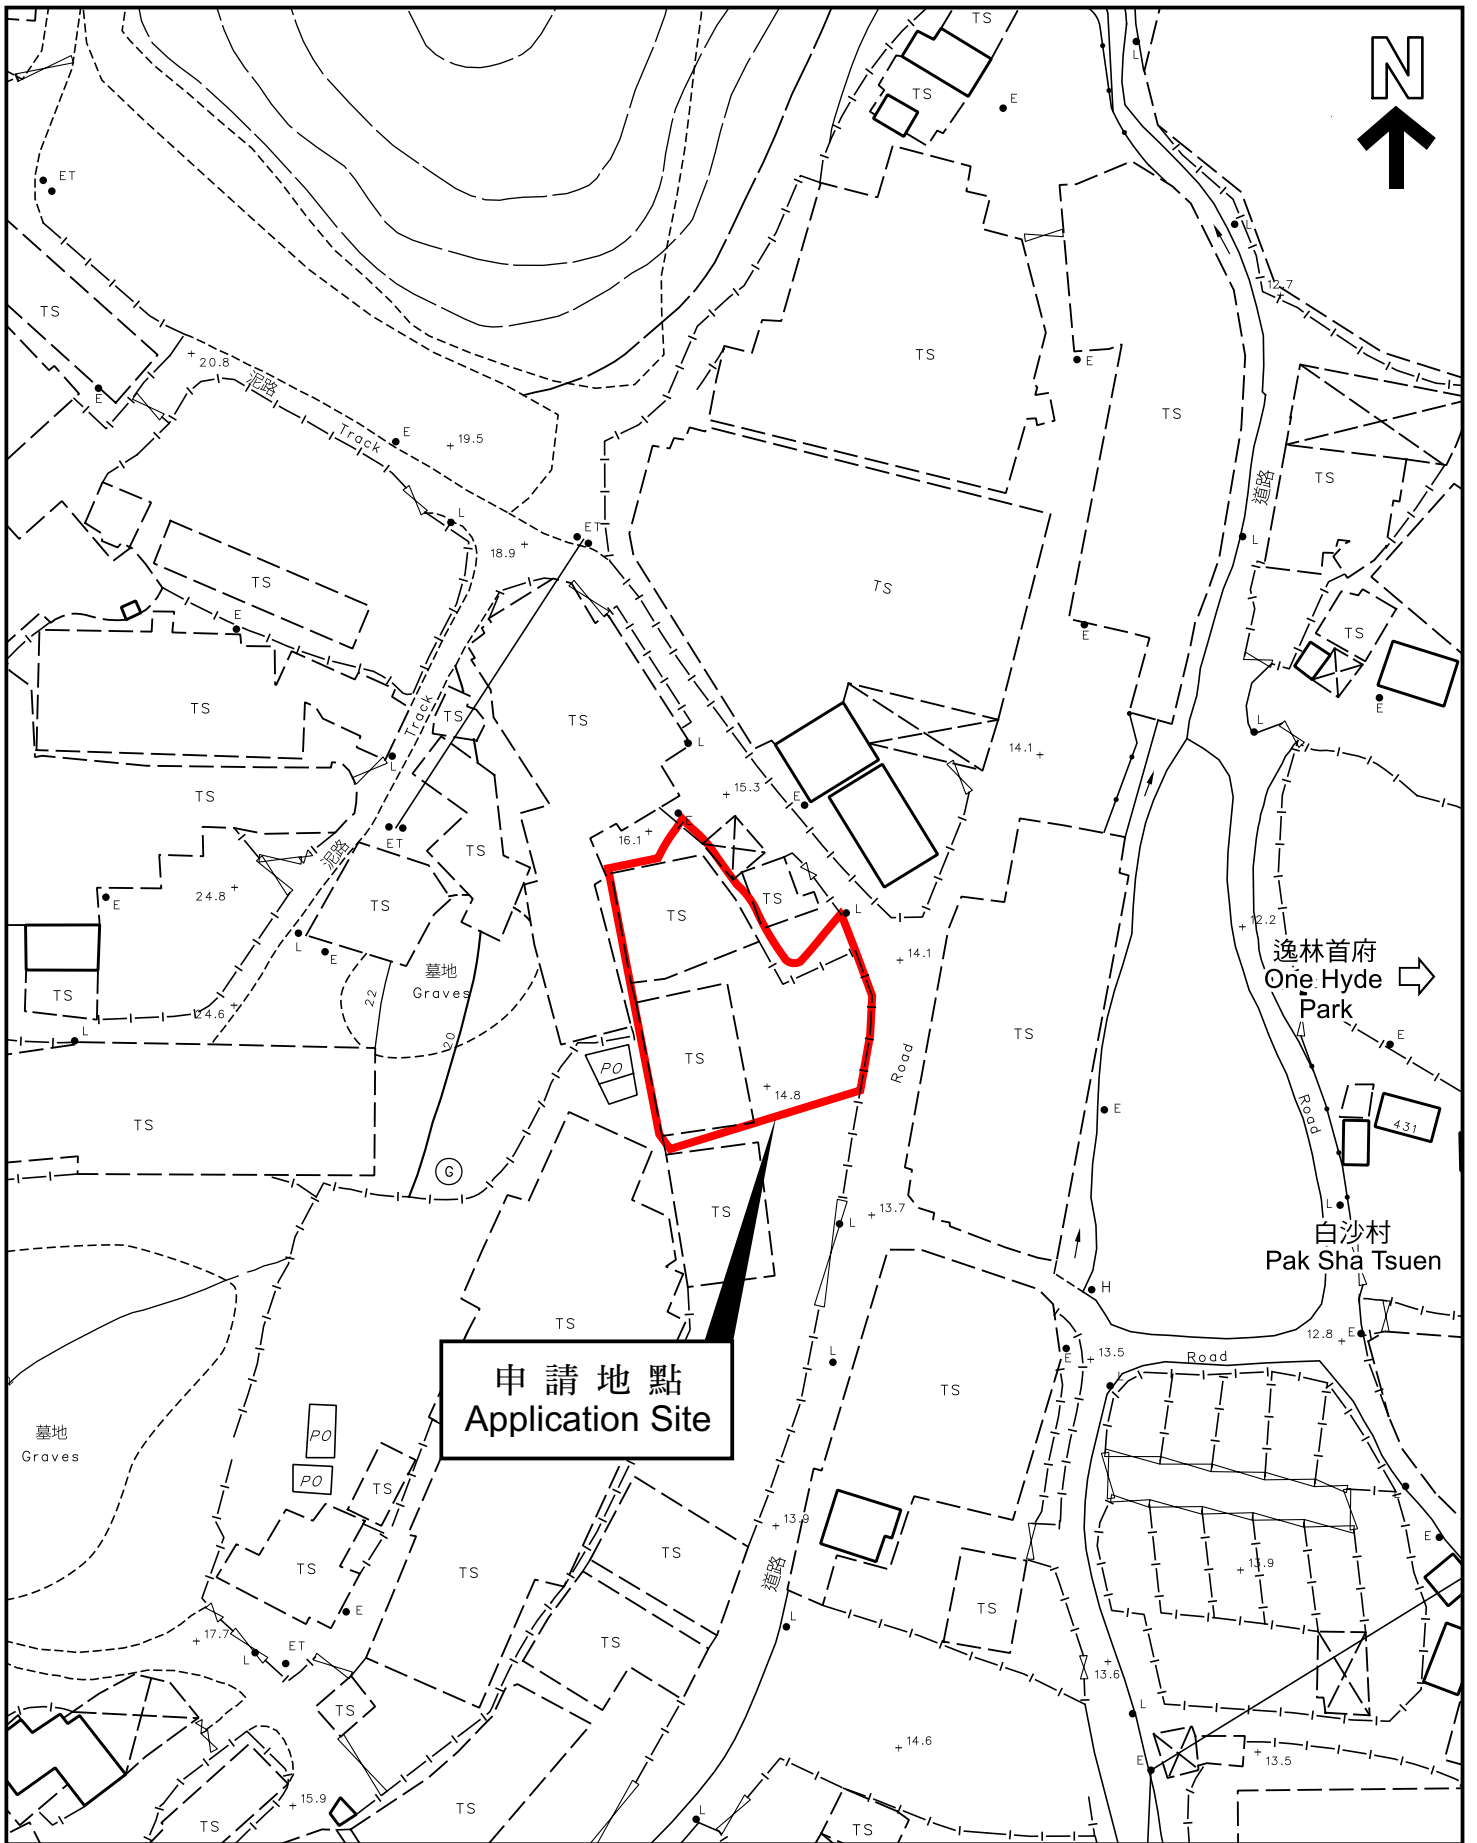 TS
N
L
TS
E
ET
L
12.7
TS
20.8
泥路
TS
E
E
Track
E
19.5
TS
道路
TS
L
ET
L
18.9
TS
TS
E
E
TS
Track
TS
TS
TS
E
L
14.1
L
L
15.3
TS
E
E
16.1
泥路
ET
TS
24.8
E
TS
TS
TS
L
12.2
L
E
14.1
逸林首府
One Hyde
Park
墓地
Graves
22
TS
24.6
L
20
TS
Road
E
PO
TS
14.8
Road
E
431
TS
G
L
TS
L
13.7
白沙村
Pak Sha Tsuen
H
TS
12.8
E
E
13.5
Road
申請地點
Application Site
L
TS
L
墓地
Graves
PO
PO
TS
13.9
E
TS
TS
TS
道路
13.9
E
TS
L
17.7
L
ET
TS
13.6
TS
L
14.6
E
13.5
15.9
TS
TS
L
TS